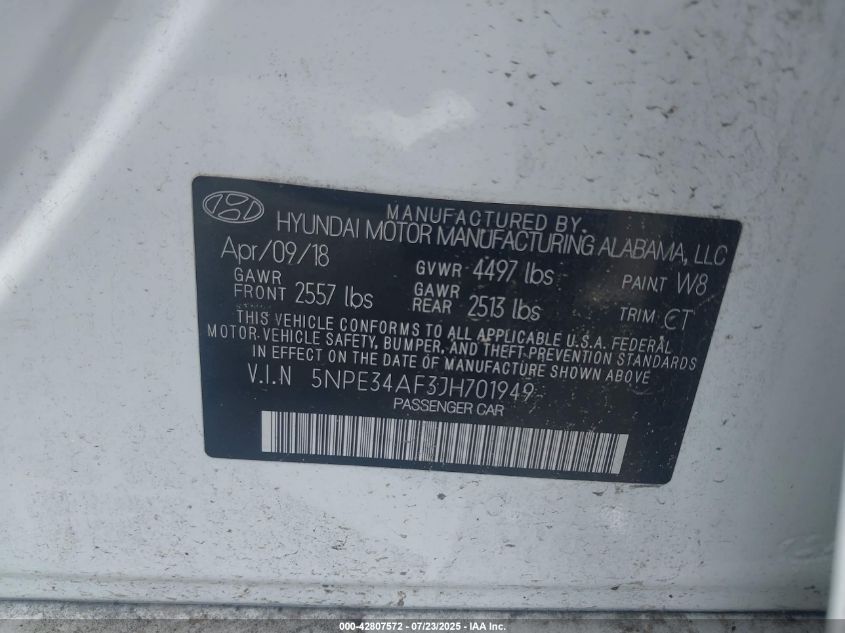 MANUFACTURED BY.
HYUNDAI MOTOR MANUFACTURING ALABAMA, LLC
Apr/09/18 GVWR 4497 lbs PAINT W8
GAWR FRONT 2557 lbs GAWR REAR 2513 lbs TRIM CT
THIS VEHICLE CONFORMS TO ALL APPLICABLE U.S.A. FEDERAL
MOTOR-VEHICLE SAFETY, BUMPER, AND THEFT PREVENTION STANDARDS
IN EFFECT ON THE DATE OF MANUFACTURE SHOWN ABOVE
V.I.N 5NPE34AF3JH701949
PASSENGER CAR
000-42807572 - 07/23/2025 - IAA Inc.